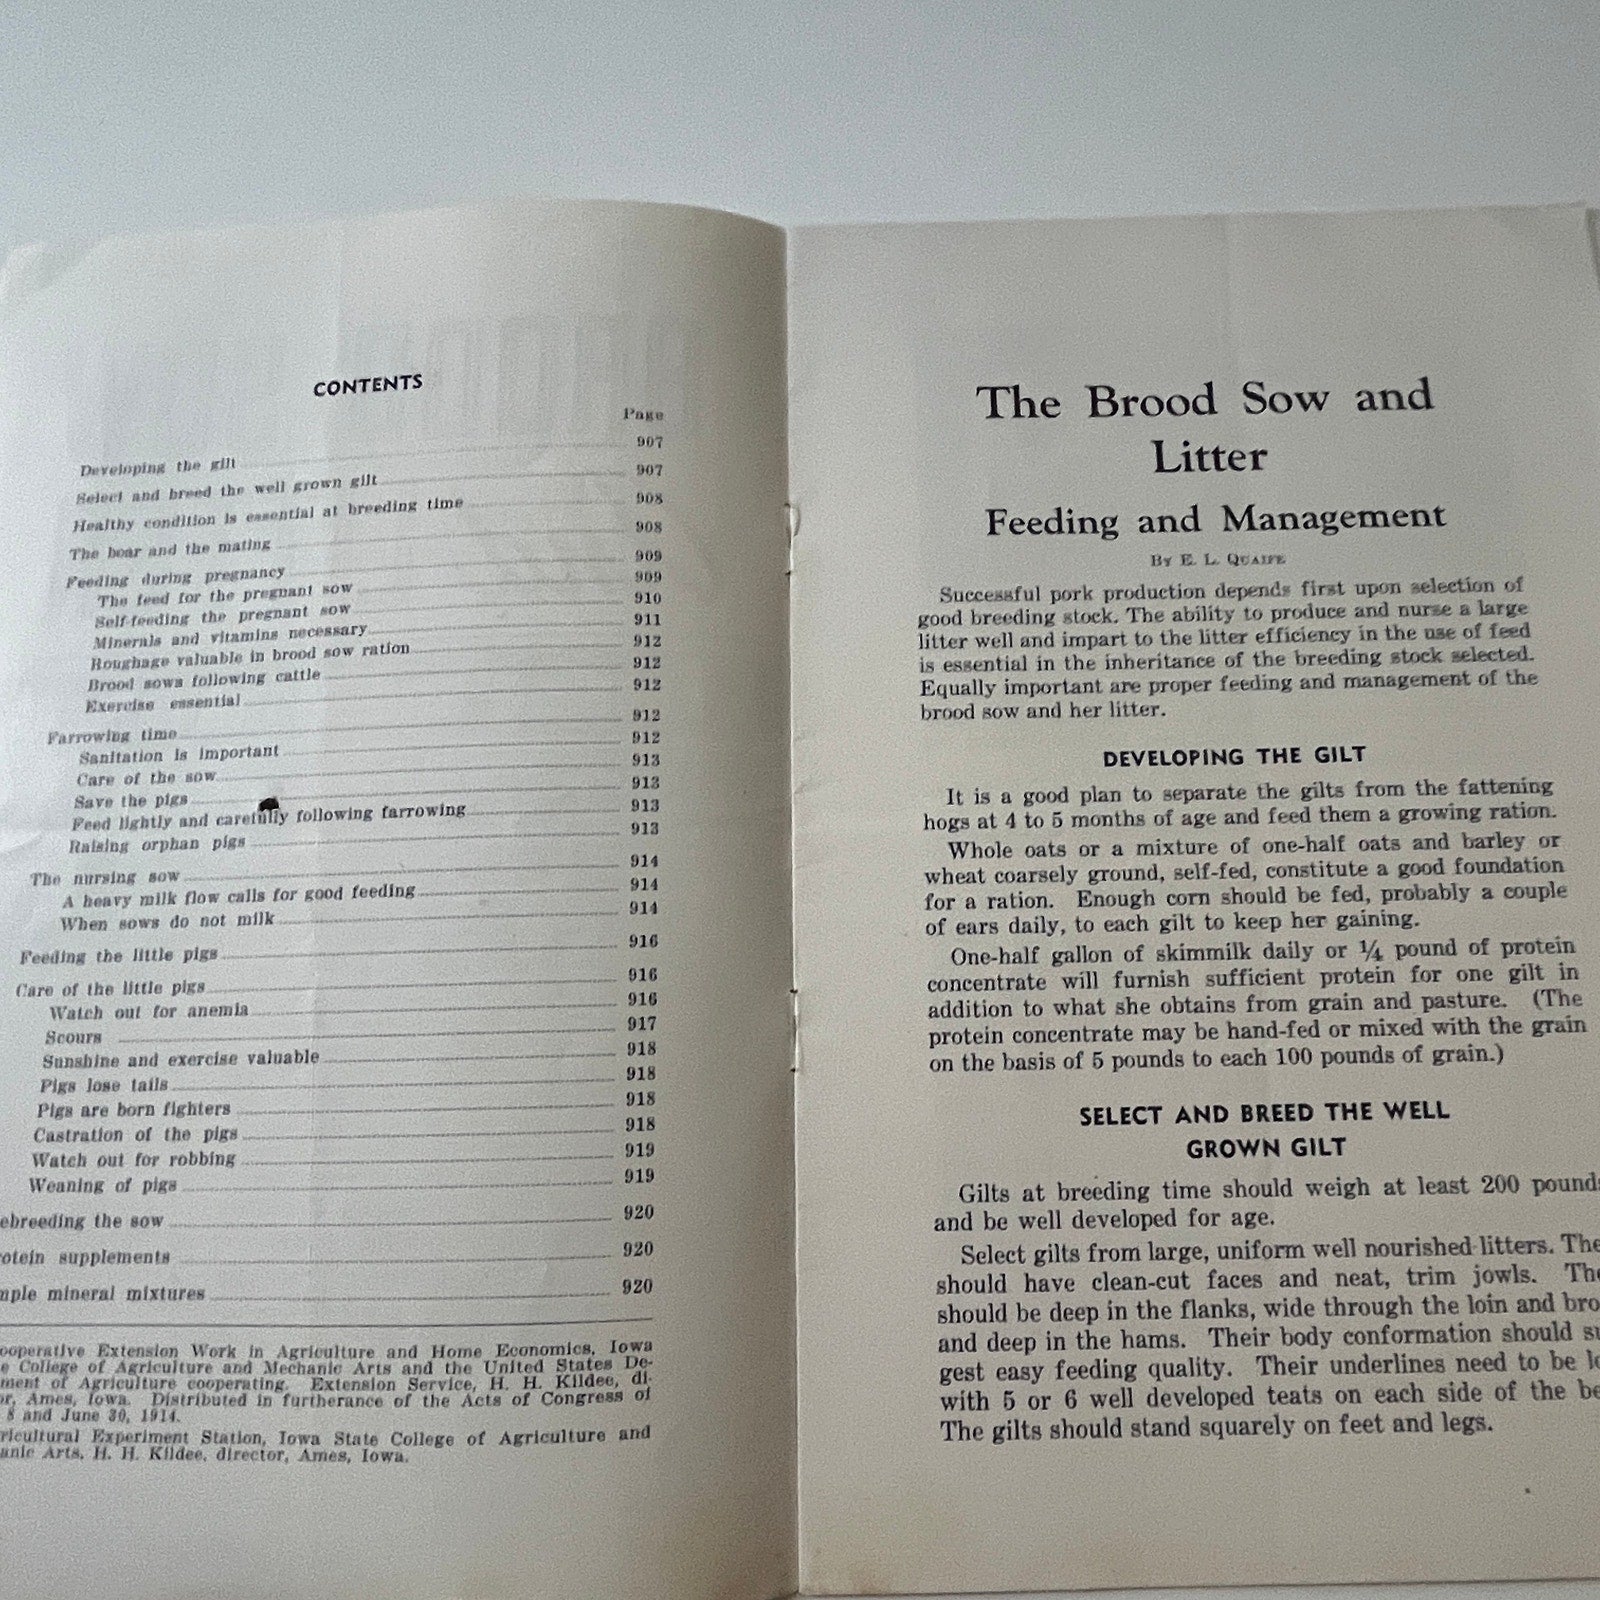 CONTENTS
Page
Developing the gilt 907
Select and breed the well grown gilt 907
Healthy condition is essential at breeding time 908
The boar and the mating 908
Feeding during pregnancy 909
The feed for the pregnant sow 909
Self-feeding the pregnant sow 910
Minerals and vitamins necessary 911
Roughage valuable in brood sow ration 912
Brood sows following cattle 912
Exercise essential 912
Farrowing time 912
Sanitation is important 912
Care of the sow 913
Save the pigs 913
Feed lightly and carefully following farrowing 913
Raising orphan pigs 913
The nursing sow 914
A heavy milk flow calls for good feeding 914
When sows do not milk 914
Feeding the little pigs 916
Care of the little pigs 916
Watch out for anemia 916
Scours 917
Sunshine and exercise valuable 918
Pigs lose tails 918
Pigs are born fighters 918
Castration of the pigs 918
Watch out for robbing 919
Weaning of pigs 919
ebreeding the sow 920
otein supplements 920
mple mineral mixtures 920
ooperative Extension Work in Agriculture and Home Economics, Iowa
e College of Agriculture and Mechanic Arts and the United States De-
ment of Agriculture cooperating. Extension Service, H. H. Kildee, di-
or, Ames, Iowa. Distributed in furtherance of the Acts of Congress of
8 and June 30, 1914.
ricultural Experiment Station, Iowa State College of Agriculture and
anic Arts, H. H. Kildee, director, Ames, Iowa.
The Brood Sow and
Litter
Feeding and Management
By E. L. Quaife
Successful pork production depends first upon selection of
good breeding stock. The ability to produce and nurse a large
litter well and impart to the litter efficiency in the use of feed
is essential in the inheritance of the breeding stock selected.
Equally important are proper feeding and management of the
brood sow and her litter.
DEVELOPING THE GILT
It is a good plan to separate the gilts from the fattening
hogs at 4 to 5 months of age and feed them a growing ration.
Whole oats or a mixture of one-half oats and barley or
wheat coarsely ground, self-fed, constitute a good foundation
for a ration. Enough corn should be fed, probably a couple
of ears daily, to each gilt to keep her gaining.
One-half gallon of skimmilk daily or ¼ pound of protein
concentrate will furnish sufficient protein for one gilt in
addition to what she obtains from grain and pasture. (The
protein concentrate may be hand-fed or mixed with the grain
on the basis of 5 pounds to each 100 pounds of grain.)
SELECT AND BREED THE WELL
GROWN GILT
Gilts at breeding time should weigh at least 200 pounds
and be well developed for age.
Select gilts from large, uniform well nourished litters. The
should have clean-cut faces and neat, trim jowls. The
should be deep in the flanks, wide through the loin and bro
and deep in the hams. Their body conformation should su
gest easy feeding quality. Their underlines need to be lo
with 5 or 6 well developed teats on each side of the be
The gilts should stand squarely on feet and legs.